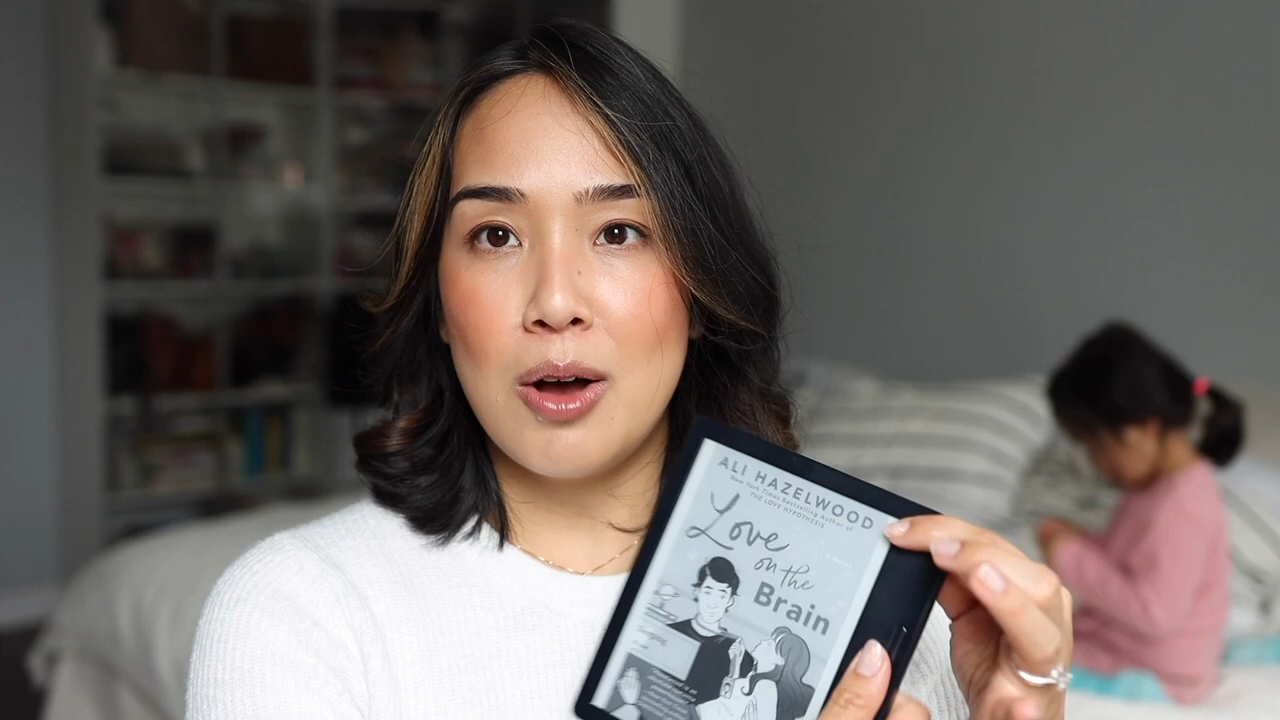 ALI HAZELWOOD
New York Times Bestselling Author of
THE LOVE HYPOTHESIS
Love
on the
Brain